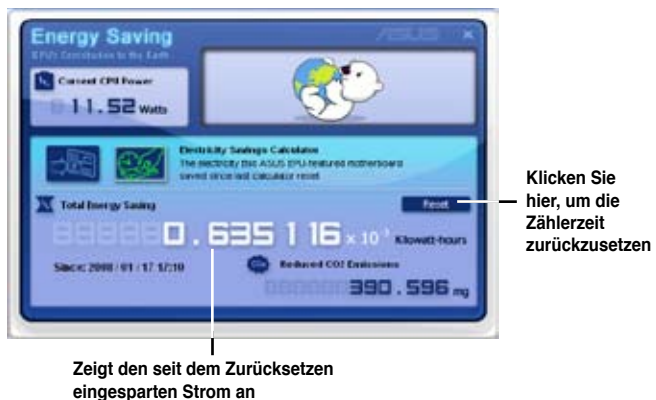 Energy Saving
EPU's Contribution to the Earth
ASUS
Current CPU Power
11.52 Watts
Electricity Savings Calculator
The electricity this ASUS EPU-featured motherboard
saved since last calculator reset
Total Energy Saving
Reset
0.635116 × 10⁻³ Kilowatt-hours
Since: 2008 / 01 / 17 17:10
Reduced CO2 Emissions
390.596 mg
Klicken Sie
hier, um die
Zählerzeit
zurückzusetzen
Zeigt den seit dem Zurücksetzen
eingesparten Strom an